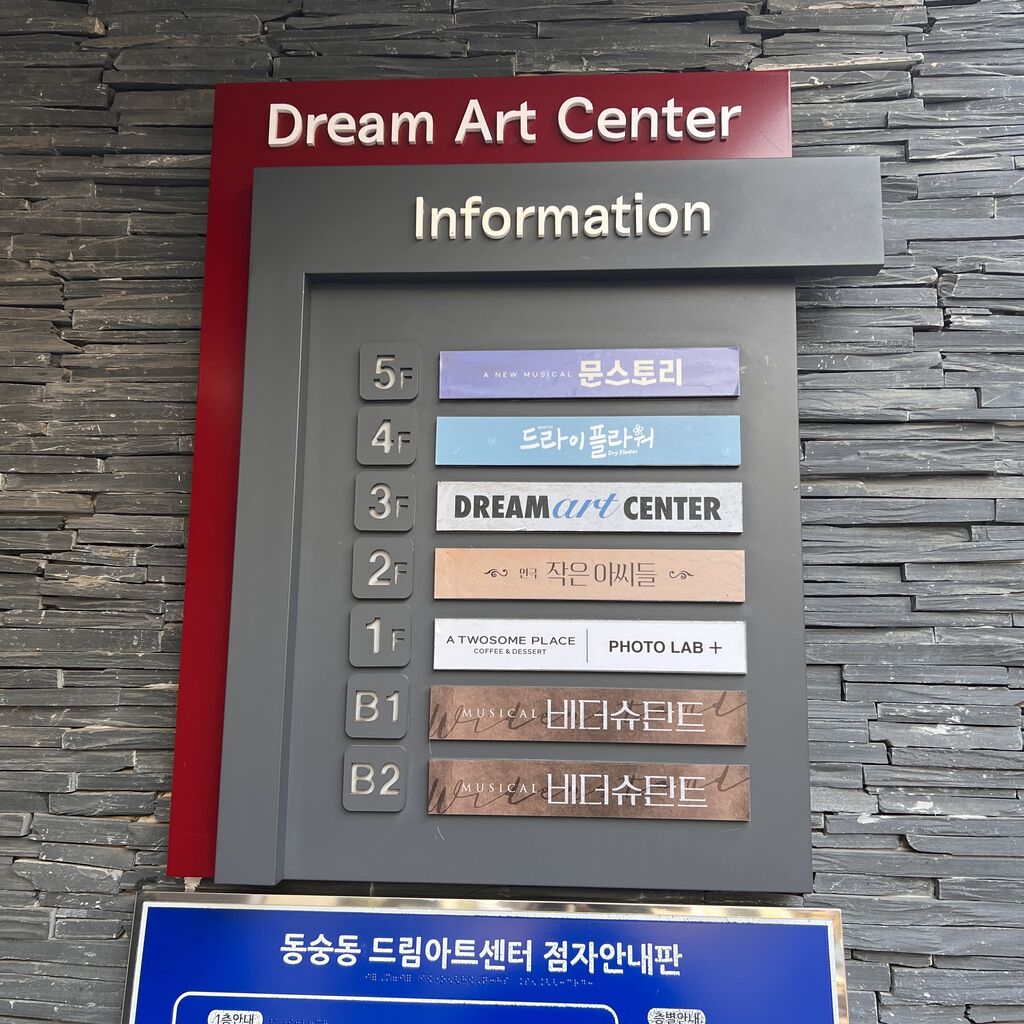 Dream Art Center
Information
5F
A NEW MUSICAL 문스토리
4F
드라이플라워
Dry Flower
3F
DREAM art CENTER
2F
연극 작은 아씨들
1F
A TWOSOME PLACE
COFFEE & DESSERT
PHOTO LAB +
B1
MUSICAL 비더슈탄트
B2
MUSICAL 비더슈탄트
동숭동 드림아트센터 점자안내판
1층안내
층별안내